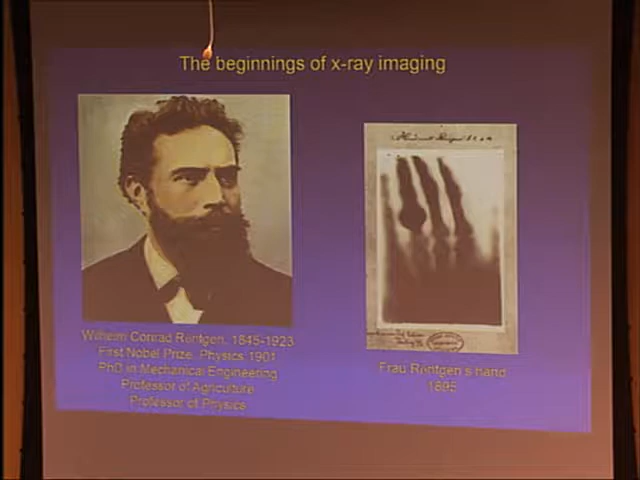 The beginnings of x-ray imaging
Wilhelm Conrad Röntgen, 1845-1923
First Nobel Prize, Physics 1901
PhD in Mechanical Engineering
Professor of Agriculture
Professor of Physics
Frau Röntgen's hand
1895